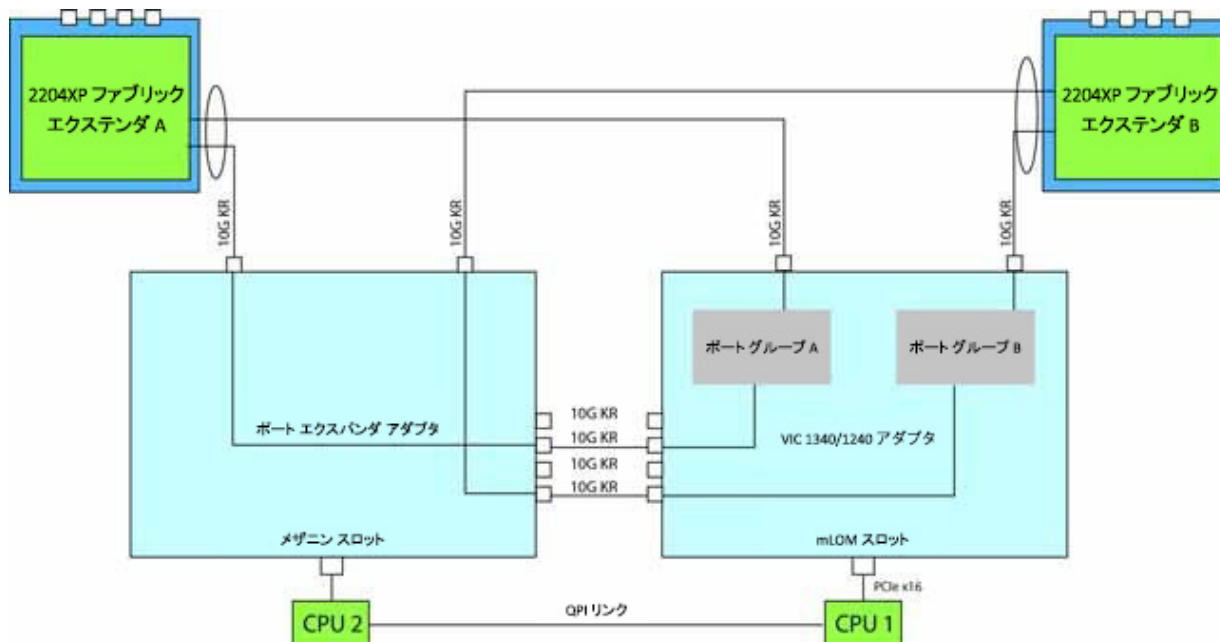 2204XP ファブリック
エクステンダ A
2204XP ファブリック
エクステンダ B
10G KR
10G KR
10G KR
10G KR
ポート グループ A
ポート グループ B
10G KR
10G KR
10G KR
10G KR
ポート エクスパンダ アダプタ
VIC 1340/1240 アダプタ
メザニン スロット
mLOM スロット
PCIe x16
CPU 2
QPI リンク
CPU 1